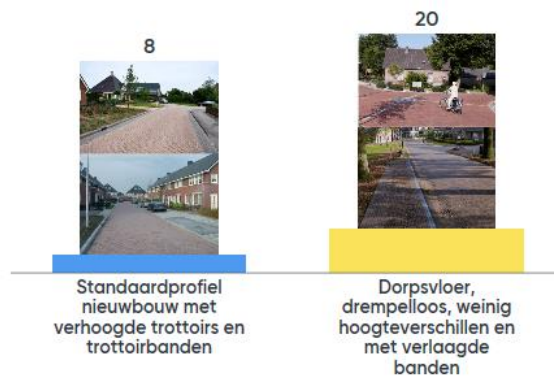 8
20
Standaardprofiel
nieuwbouw met
verhoogde trottoirs en
trottoirbanden
Dorpsvloer,
drempelloos, weinig
hoogteverschillen en
met verlaagde
banden